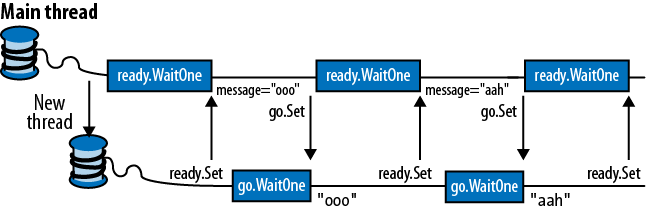 Main thread
ready.WaitOne
ready.WaitOne
ready.WaitOne
message="ooo"
message="aah"
go.Set
go.Set
New
thread
ready.Set
ready.Set
ready.Set
go.WaitOne
"ooo"
go.WaitOne
"aah"